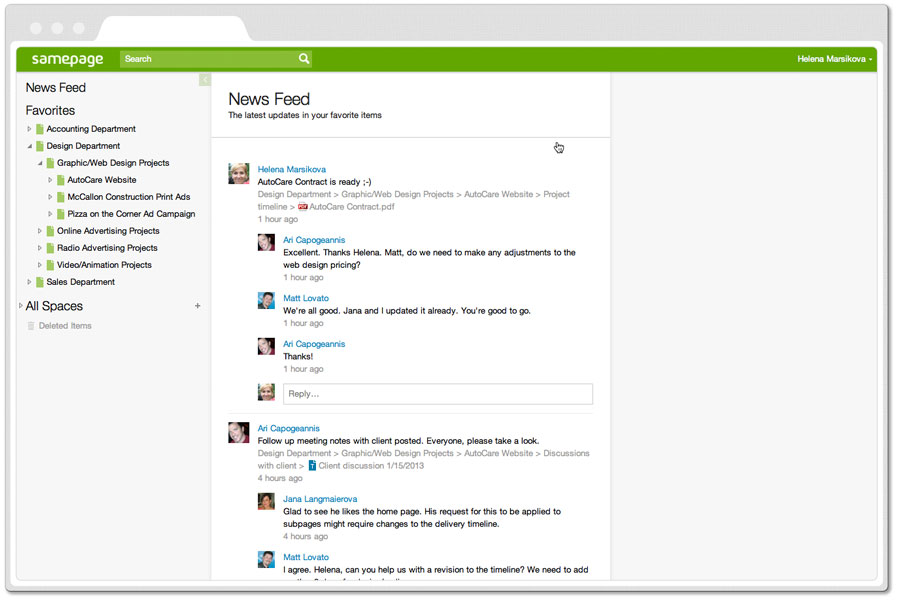 samepage
Search
Helena Marsikova
News Feed
Favorites
Accounting Department
Design Department
Graphic/Web Design Projects
AutoCare Website
McCallon Construction Print Ads
Pizza on the Corner Ad Campaign
Online Advertising Projects
Radio Advertising Projects
Video/Animation Projects
Sales Department
All Spaces +
Deleted Items
News Feed
The latest updates in your favorite items
Helena Marsikova
AutoCare Contract is ready ;-)
Design Department > Graphic/Web Design Projects > AutoCare Website > Project
timeline > PDF AutoCare Contract.pdf
1 hour ago
Ari Capogeannis
Excellent. Thanks Helena. Matt, do we need to make any adjustments to the
web design pricing?
1 hour ago
Matt Lovato
We're all good. Jana and I updated it already. You're good to go.
1 hour ago
Ari Capogeannis
Thanks!
1 hour ago
Reply...
Ari Capogeannis
Follow up meeting notes with client posted. Everyone, please take a look.
Design Department > Graphic/Web Design Projects > AutoCare Website > Discussions
with client > T Client discussion 1/15/2013
4 hours ago
Jana Langmaierova
Glad to see he likes the home page. His request for this to be applied to
subpages might require changes to the delivery timeline.
4 hours ago
Matt Lovato
I agree. Helena, can you help us with a revision to the timeline? We need to add